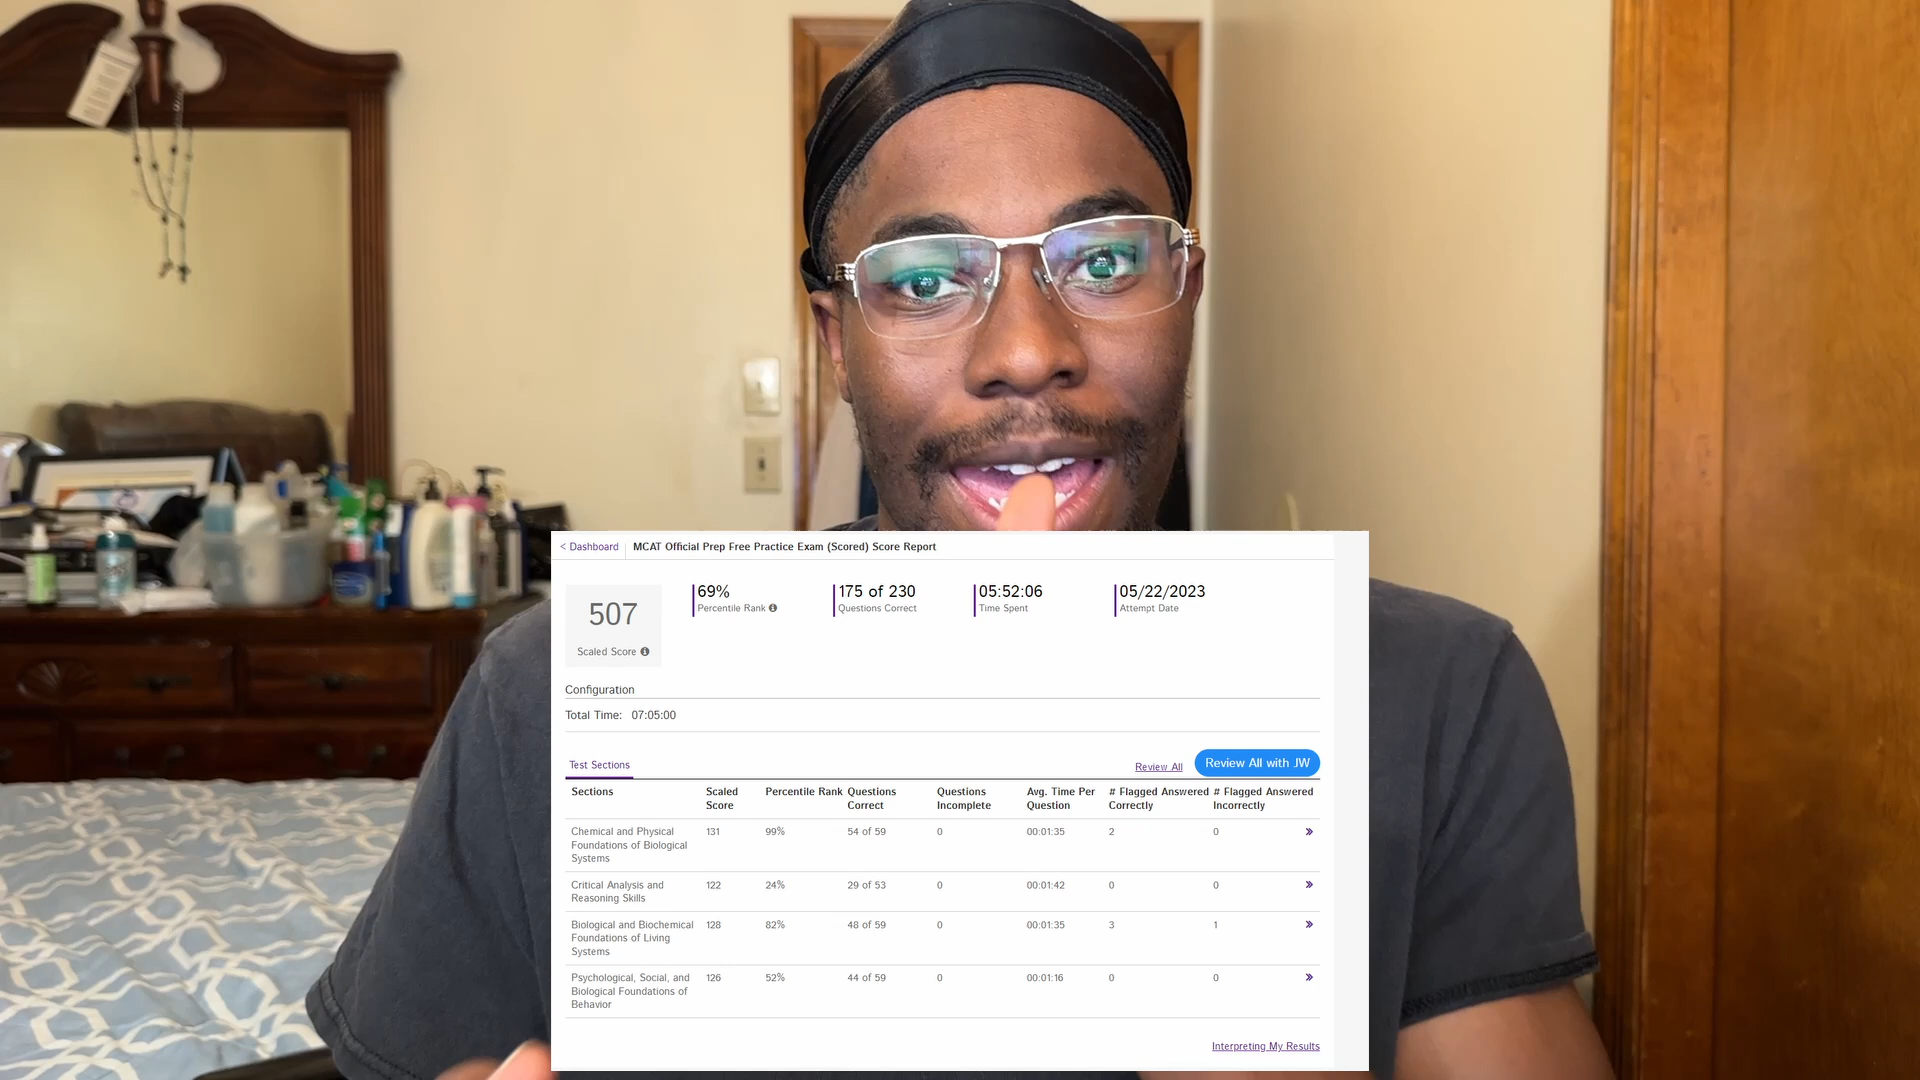 < Dashboard MCAT Official Prep Free Practice Exam (Scored) Score Report
507
Scaled Score
69%
Percentile Rank
175 of 230
Questions Correct
05:52:06
Time Spent
05/22/2023
Attempt Date
Configuration
Total Time: 07:05:00
Test Sections
Review All
Review All with JW
Sections
Scaled
Score
Percentile Rank
Questions
Correct
Questions
Incomplete
Avg. Time Per
Question
# Flagged Answered
Correctly
# Flagged Answered
Incorrectly
Chemical and Physical
Foundations of Biological
Systems
131
99%
54 of 59
0
00:01:35
2
0
»
Critical Analysis and
Reasoning Skills
122
24%
29 of 53
0
00:01:42
0
0
»
Biological and Biochemical
Foundations of Living
Systems
128
82%
48 of 59
0
00:01:35
3
1
»
Psychological, Social, and
Biological Foundations of
Behavior
126
52%
44 of 59
0
00:01:16
0
0
»
Interpreting My Results